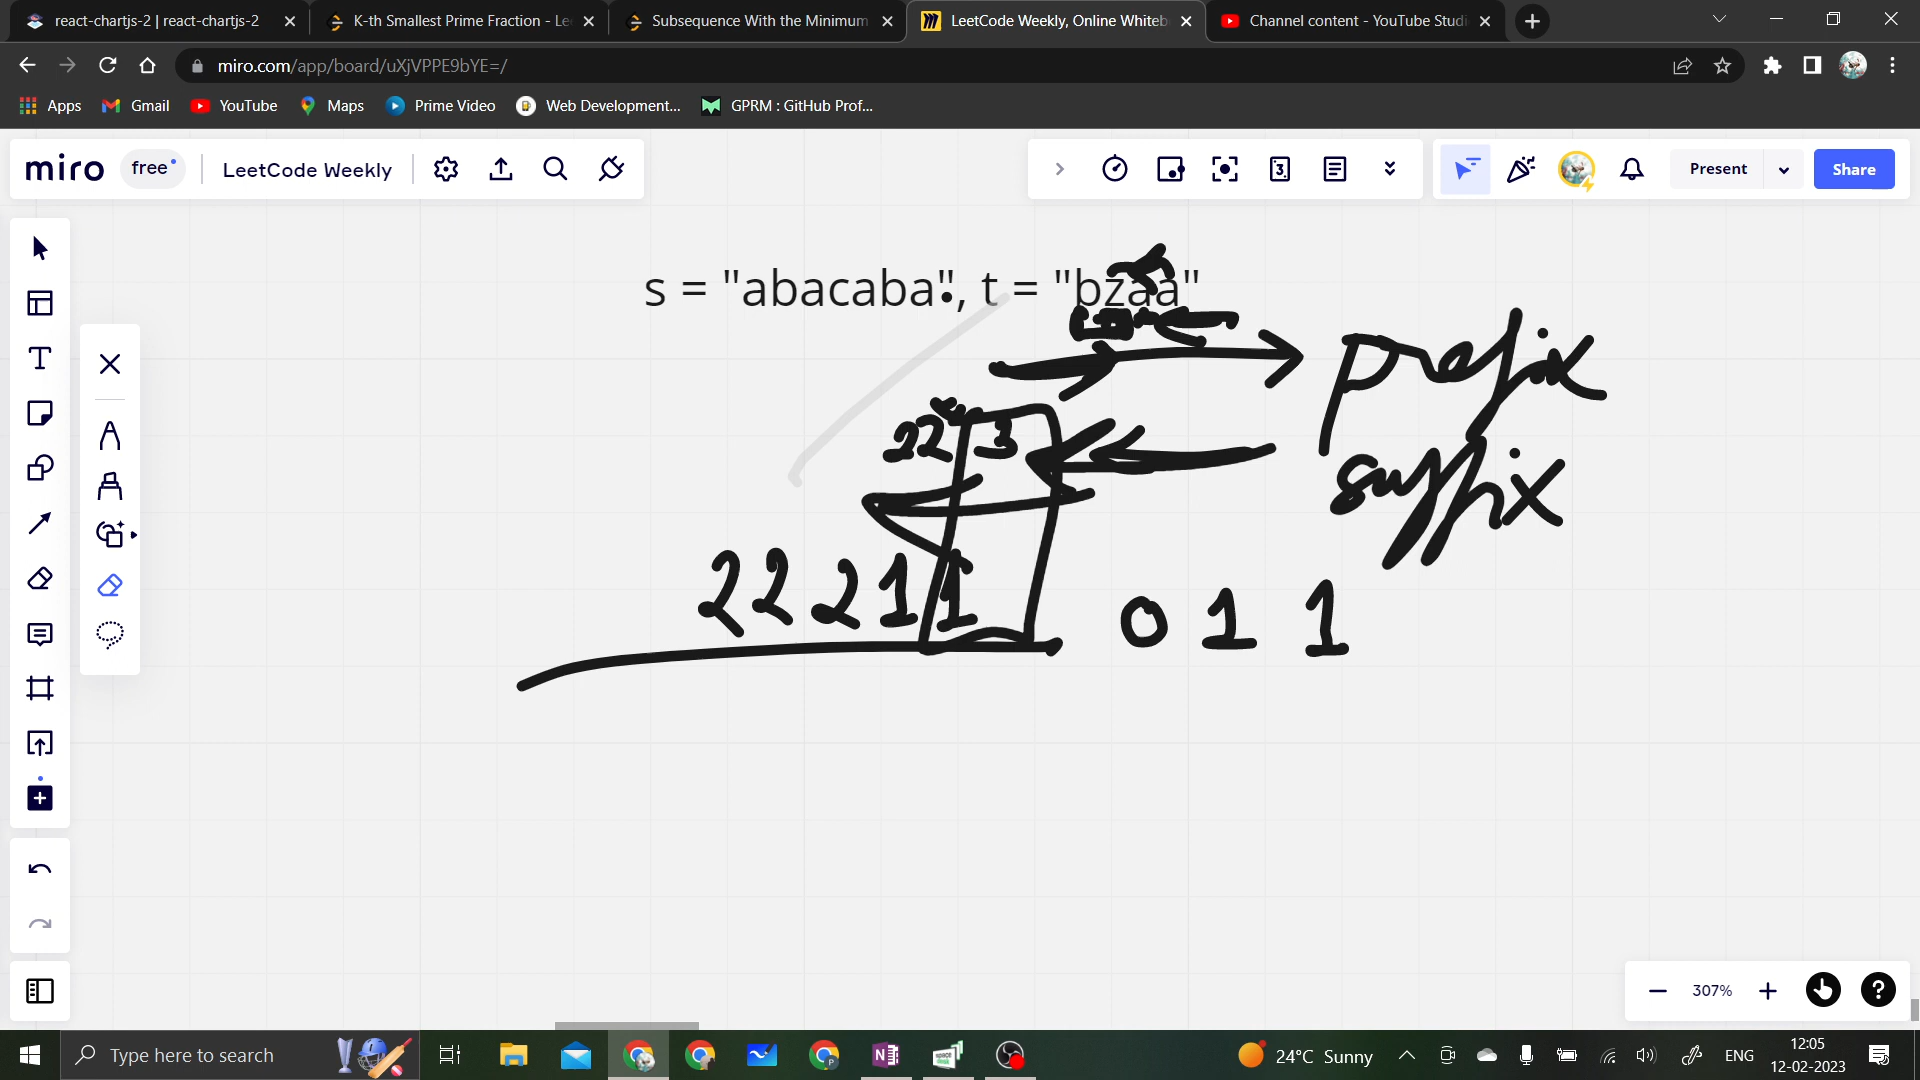 react-chartjs-2 | react-chartjs-2
K-th Smallest Prime Fraction - Le
Subsequence With the Minimum
LeetCode Weekly, Online Whiteb
Channel content - YouTube Studi
miro.com/app/board/uXjVPPE9bYE=/
Apps
Gmail
YouTube
Maps
Prime Video
Web Development...
GPRM : GitHub Prof...
miro
free
LeetCode Weekly
3
Present
Share
s = "abacaba", t = "bzaa"
prefix
22 3
suffix
2 2 2 1 1
0 1 1
307%
Type here to search
24°C Sunny
ENG
12:05
12-02-2023